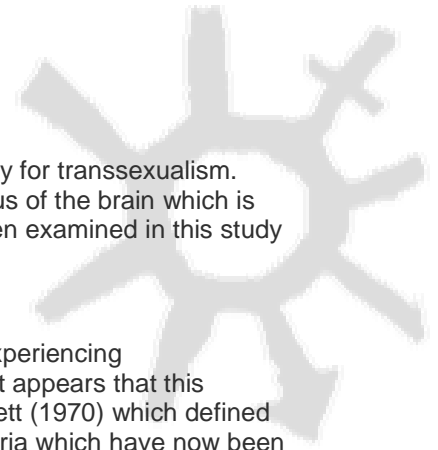 y for transsexualism.
us of the brain which is
en examined in this study
xperiencing
t appears that this
ett (1970) which defined
ria which have now been